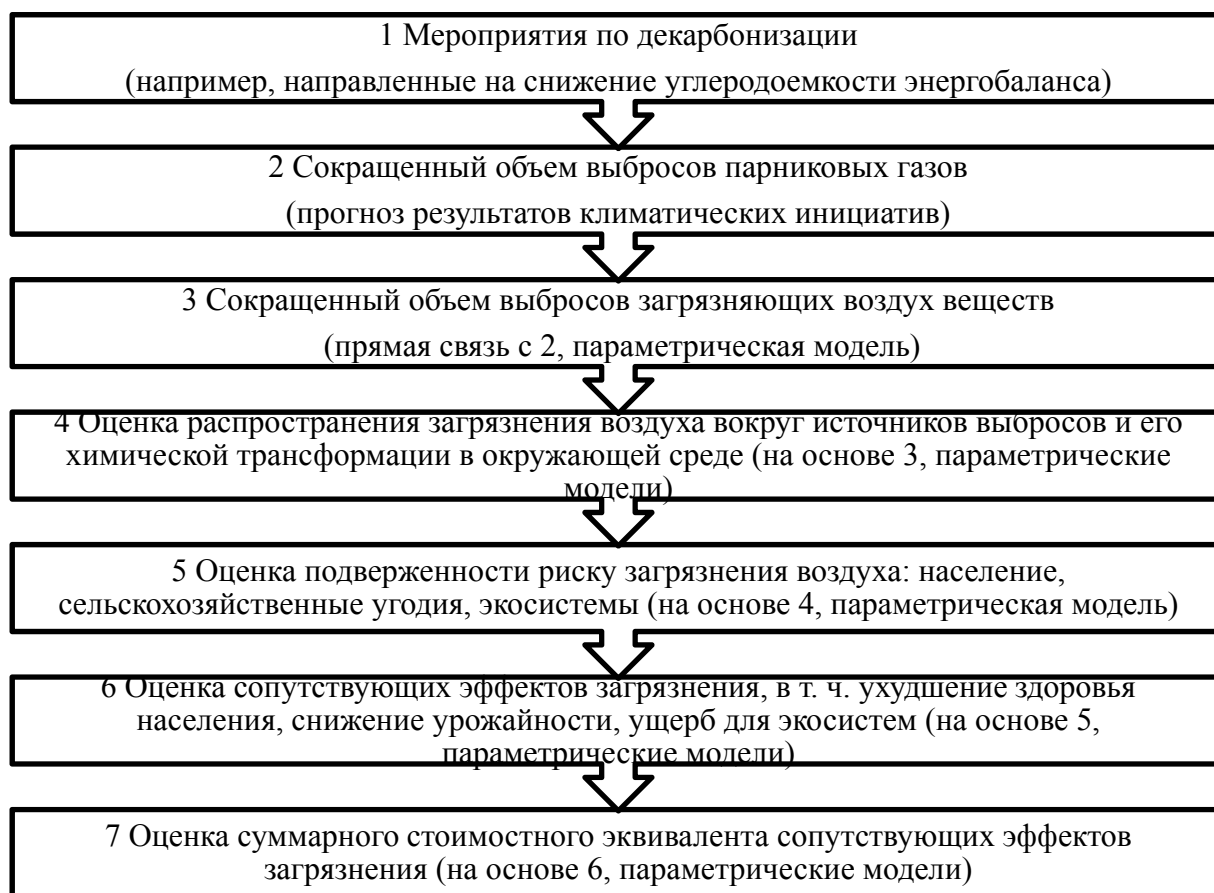 1 Мероприятия по декарбонизации
(например, направленные на снижение углеродоемкости энергобаланса)
2 Сокращенный объем выбросов парниковых газов
(прогноз результатов климатических инициатив)
3 Сокращенный объем выбросов загрязняющих воздух веществ
(прямая связь с 2, параметрическая модель)
4 Оценка распространения загрязнения воздуха вокруг источников выбросов и его
химической трансформации в окружающей среде (на основе 3, параметрические
модели)
5 Оценка подверженности риску загрязнения воздуха: население,
сельскохозяйственные угодия, экосистемы (на основе 4, параметрическая модель)
6 Оценка сопутствующих эффектов загрязнения, в т. ч. ухудшение здоровья
населения, снижение урожайности, ущерб для экосистем (на основе 5,
параметрические модели)
7 Оценка суммарного стоимостного эквивалента сопутствующих эффектов
загрязнения (на основе 6, параметрические модели)